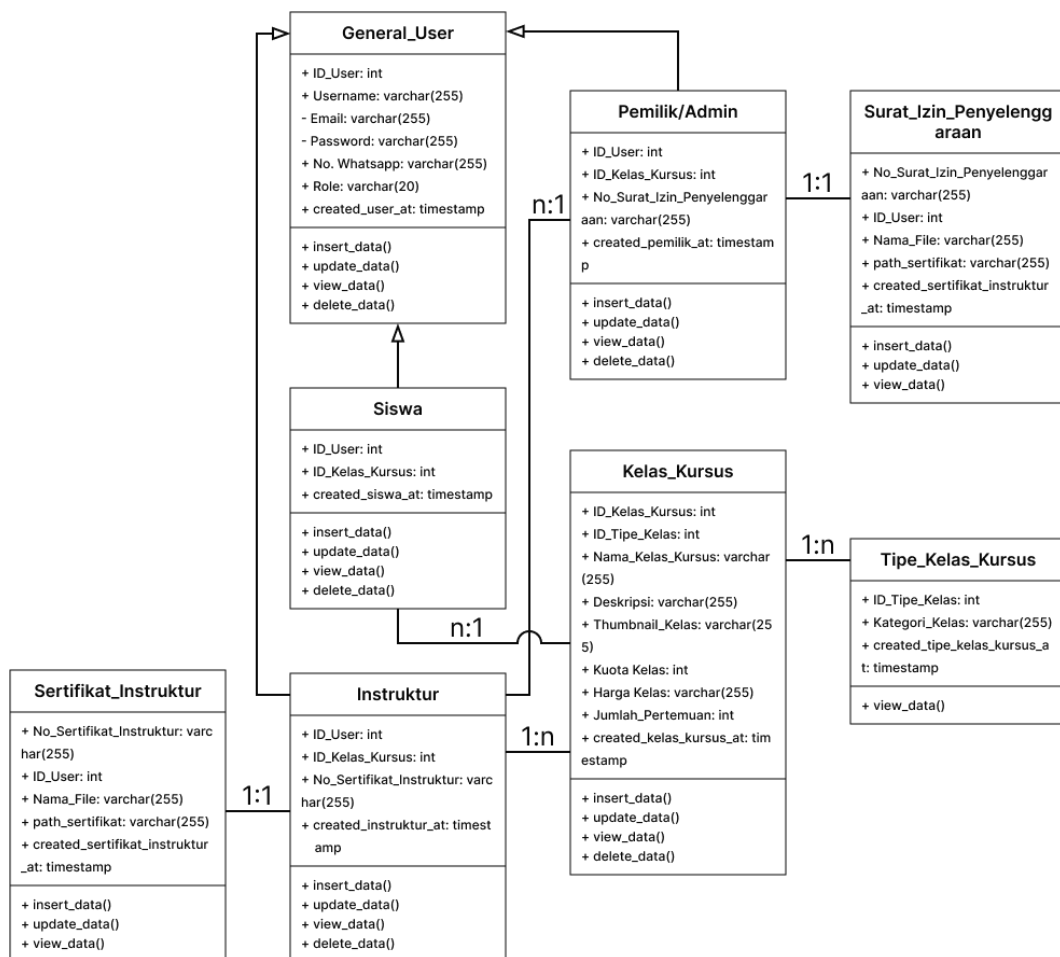 General_User
+ ID_User: int
+ Username: varchar(255)
- Email: varchar(255)
- Password: varchar(255)
+ No. Whatsapp: varchar(255)
+ Role: varchar(20)
+ created_user_at: timestamp
+ insert_data()
+ update_data()
+ view_data()
+ delete_data()
Pemilik/Admin
+ ID_User: int
+ ID_Kelas_Kursus: int
+ No_Surat_Izin_Penyelenggar
aan: varchar(255)
+ created_pemilik_at: timestam
p
+ insert_data()
+ update_data()
+ view_data()
+ delete_data()
1:1
Surat_Izin_Penyelengg
araan
+ No_Surat_Izin_Penyelenggar
aan: varchar(255)
+ ID_User: int
+ Nama_File: varchar(255)
+ path_sertifikat: varchar(255)
+ created_sertifikat_instruktur
_at: timestamp
+ insert_data()
+ update_data()
+ view_data()
n:1
Siswa
+ ID_User: int
+ ID_Kelas_Kursus: int
+ created_siswa_at: timestamp
+ insert_data()
+ update_data()
+ view_data()
+ delete_data()
n:1
Kelas_Kursus
+ ID_Kelas_Kursus: int
+ ID_Tipe_Kelas: int
+ Nama_Kelas_Kursus: varchar
(255)
+ Deskripsi: varchar(255)
+ Thumbnail_Kelas: varchar(25
5)
+ Kuota Kelas: int
+ Harga Kelas: varchar(255)
+ Jumlah_Pertemuan: int
+ created_kelas_kursus_at: tim
estamp
+ insert_data()
+ update_data()
+ view_data()
+ delete_data()
1:n
Tipe_Kelas_Kursus
+ ID_Tipe_Kelas: int
+ Kategori_Kelas: varchar(255)
+ created_tipe_kelas_kursus_a
t: timestamp
+ view_data()
Sertifikat_Instruktur
+ No_Sertifikat_Instruktur: varc
har(255)
+ ID_User: int
+ Nama_File: varchar(255)
+ path_sertifikat: varchar(255)
+ created_sertifikat_instruktur
_at: timestamp
+ insert_data()
+ update_data()
+ view_data()
1:1
Instruktur
+ ID_User: int
+ ID_Kelas_Kursus: int
+ No_Sertifikat_Instruktur: varc
har(255)
+ created_instruktur_at: timest
amp
+ insert_data()
+ update_data()
+ view_data()
+ delete_data()
1:n